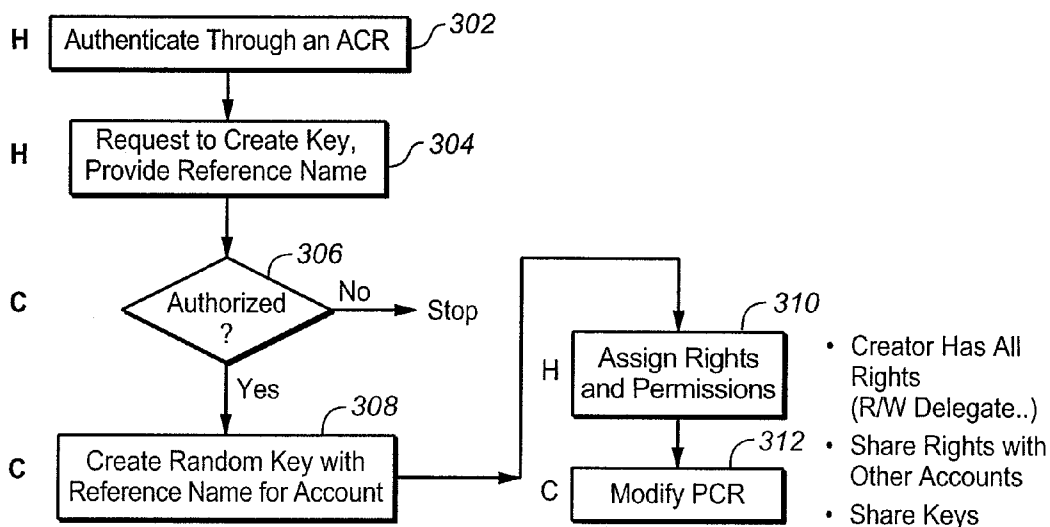 H
Authenticate Through an ACR
302
H
Request to Create Key,
Provide Reference Name
304
306
C
Authorized
?
No
Stop
Yes
308
C
Create Random Key with
Reference Name for Account
310
H
Assign Rights
and Permissions
312
C
Modify PCR
• Creator Has All
Rights
(R/W Delegate..)
• Share Rights with
Other Accounts
• Share Keys